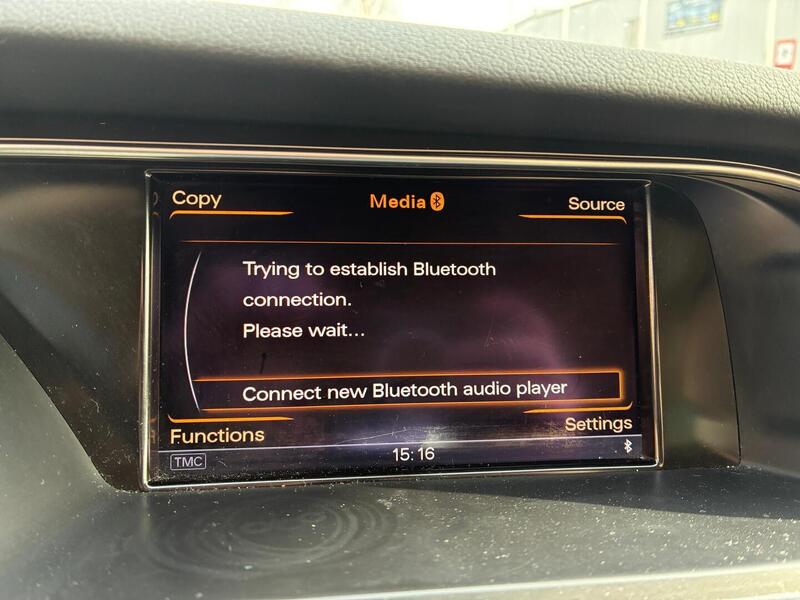 Copy
Media
Source
Trying to establish Bluetooth
connection.
Please wait...
Connect new Bluetooth audio player
Functions
Settings
TMC
15:16